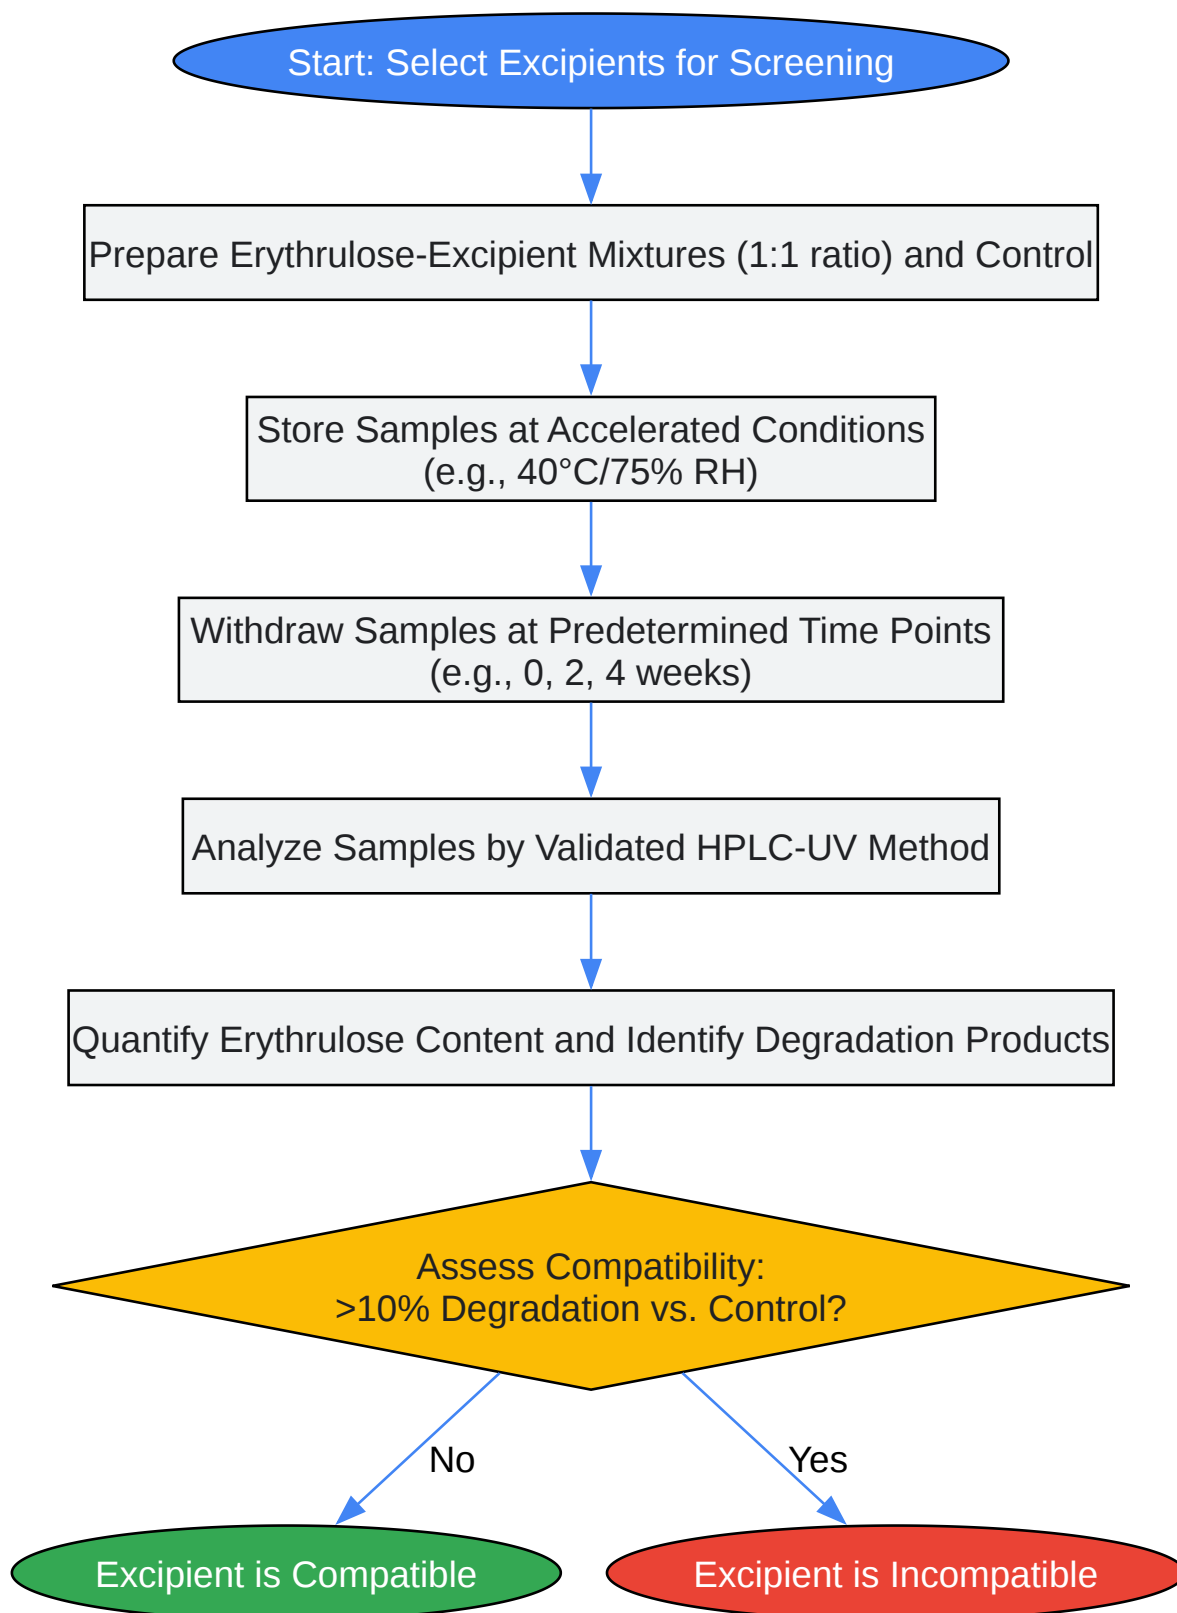 Start: Select Excipients for Screening
Prepare Erythrulose-Excipient Mixtures (1:1 ratio) and Control
Store Samples at Accelerated Conditions
(e.g., 40°C/75% RH)
Withdraw Samples at Predetermined Time Points
(e.g., 0, 2, 4 weeks)
Analyze Samples by Validated HPLC-UV Method
Quantify Erythrulose Content and Identify Degradation Products
Assess Compatibility:
>10% Degradation vs. Control?
No
Yes
Excipient is Compatible
Excipient is Incompatible